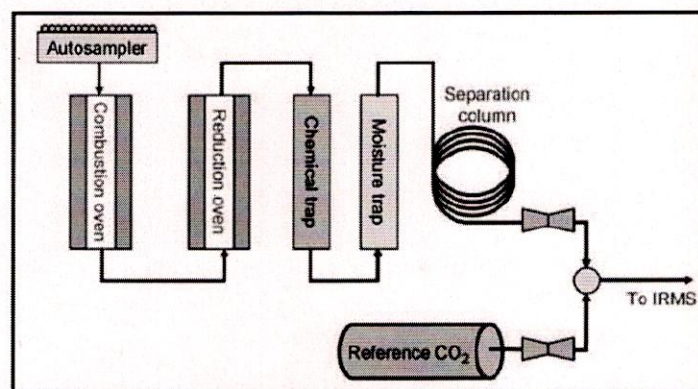 Autosampler
Combustion oven
Reduction oven
Chemical trap
Moisture trap
Separation
column
To IRMS
Reference CO₂